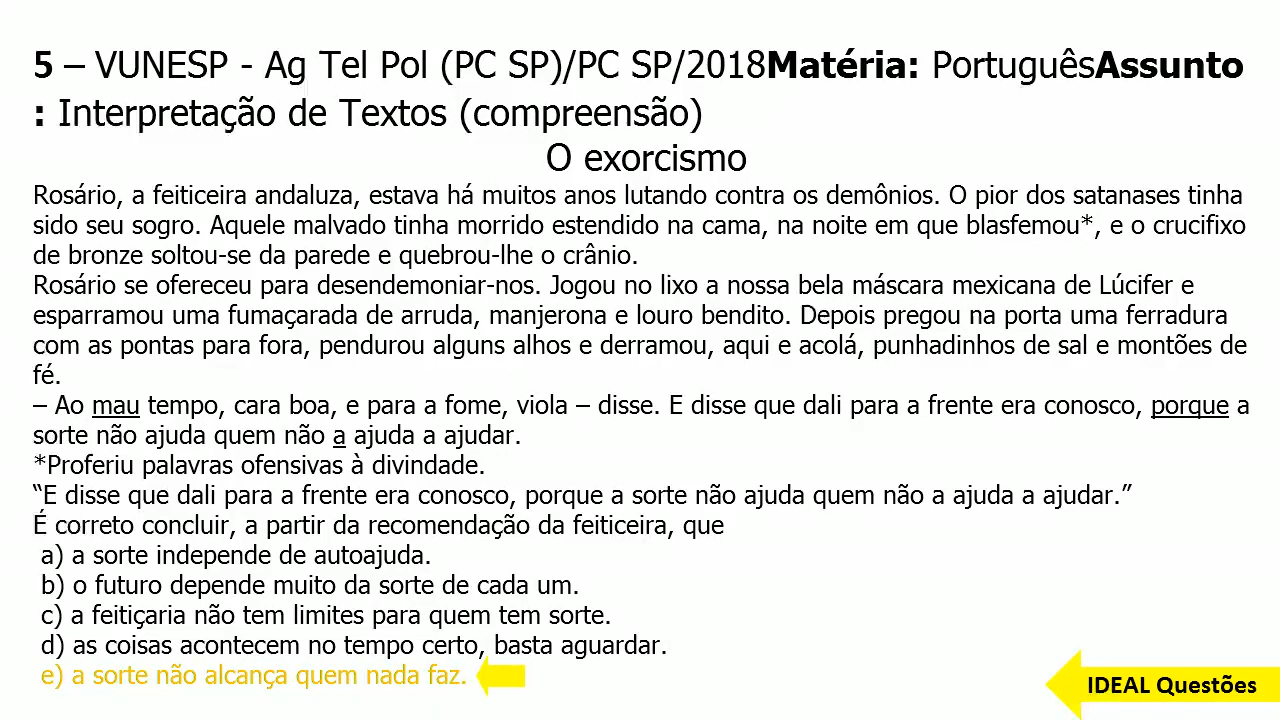 5 – VUNESP - Ag Tel Pol (PC SP)/PC SP/2018Matéria: PortuguêsAssunto
: Interpretação de Textos (compreensão)
O exorcismo
Rosário, a feiticeira andaluza, estava há muitos anos lutando contra os demônios. O pior dos satanases tinha
sido seu sogro. Aquele malvado tinha morrido estendido na cama, na noite em que blasfemou*, e o crucifixo
de bronze soltou-se da parede e quebrou-lhe o crânio.
Rosário se ofereceu para desendemoniar-nos. Jogou no lixo a nossa bela máscara mexicana de Lúcifer e
esparramou uma fumaçarada de arruda, manjerona e louro bendito. Depois pregou na porta uma ferradura
com as pontas para fora, pendurou alguns alhos e derramou, aqui e acolá, punhadinhos de sal e montões de
fé.
– Ao mau tempo, cara boa, e para a fome, viola – disse. E disse que dali para a frente era conosco, porque a
sorte não ajuda quem não a ajuda a ajudar.
*Proferiu palavras ofensivas à divindade.
“E disse que dali para a frente era conosco, porque a sorte não ajuda quem não a ajuda a ajudar.”
É correto concluir, a partir da recomendação da feiticeira, que
a) a sorte independe de autoajuda.
b) o futuro depende muito da sorte de cada um.
c) a feitiçaria não tem limites para quem tem sorte.
d) as coisas acontecem no tempo certo, basta aguardar.
e) a sorte não alcança quem nada faz.
IDEAL Questões